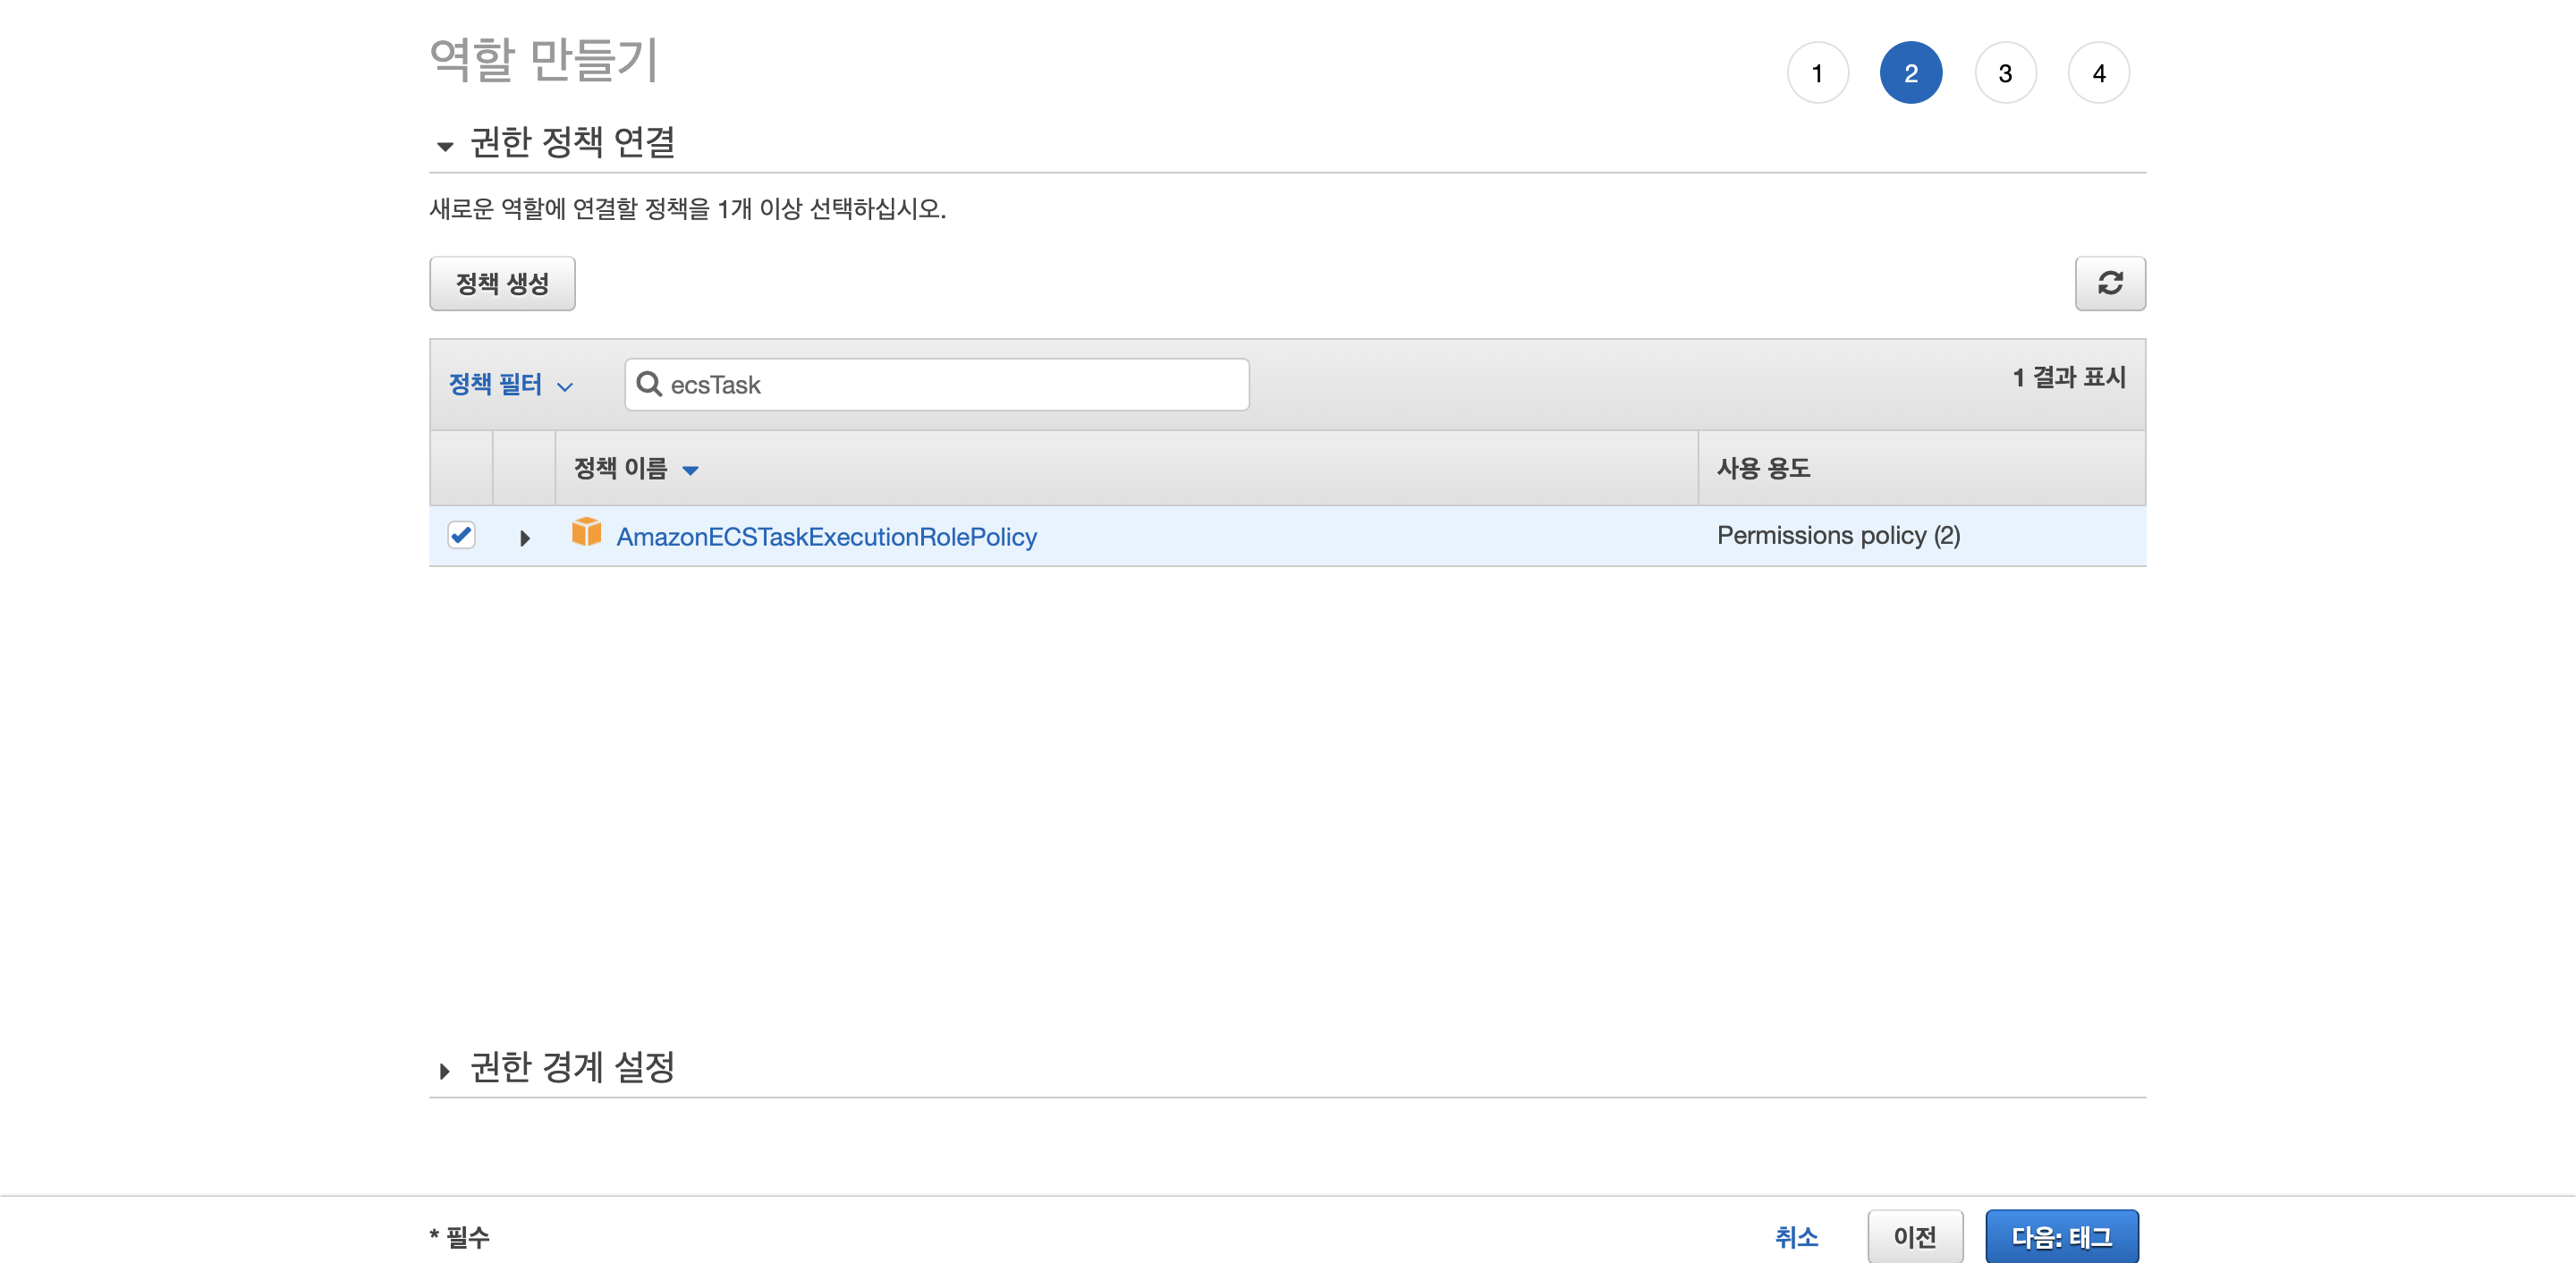 역할 만들기
1 2 3 4
권한 정책 연결
새로운 역할에 연결할 정책을 1개 이상 선택하십시오.
정책 생성
정책 필터 ecsTask 1 결과 표시
정책 이름 사용 용도
AmazonECSTaskExecutionRolePolicy Permissions policy (2)
권한 경계 설정
* 필수 취소 이전 다음: 태그